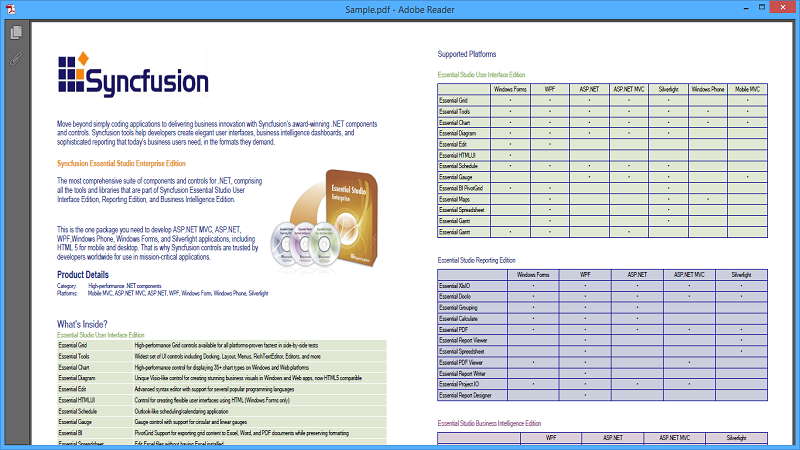 Sample.pdf - Adobe Reader
Syncfusion
Move beyond simply coding applications to delivering business innovation with Syncfusion's award-winning .NET components
and controls. Syncfusion tools help developers create elegant user interfaces, business intelligence dashboards, and
sophisticated reporting that today's business users need, in the formats they demand.
Syncfusion Essential Studio Enterprise Edition
The most comprehensive suite of components and controls for .NET, comprising
all the tools and libraries that are part of Syncfusion Essential Studio User
Interface Edition, Reporting Edition, and Business Intelligence Edition.
This is the one package you need to develop ASP.NET MVC, ASP.NET,
WPF,Windows Phone, Windows Forms, and Silverlight applications, including
HTML 5 for mobile and desktop. That is why Syncfusion controls are trusted by
developers worldwide for use in mission-critical applications.
Essential Studio
Enterprise
Product Details
Category: High-performance .NET components
Platforms: Mobile MVC, ASP.NET MVC, ASP.NET, WPF, Windows Form, Windows Phone, Silverlight
What's Inside?
Essential Studio User Interface Edition
Essential Grid High-performance Grid controls available for all platforms-proven fastest in side-by-side tests
Essential Tools Widest set of UI controls including Docking, Layout, Menus, RichTextEditor, Editors, and more
Essential Chart High-performance control for displaying 35+ chart types on Windows and Web platforms
Essential Diagram Unique Visio-like control for creating stunning business visuals in Windows and Web apps, now HTML5 compatible
Essential Edit Advanced syntax editor with support for several popular programming languages
Essential HTMLUI Control for creating flexible user interfaces using HTML (Windows Forms only)
Essential Schedule Outlook-like scheduling/calendaring application
Essential Gauge Gauge control with support for circular and linear gauges
Essential BI PivotGrid Support for exporting grid content to Excel, Word, and PDF documents while preserving formatting
Essential Spreadsheet Edit Excel files without having Excel installed
Supported Platforms
Essential Studio User Interface Edition
Windows Forms WPF ASP.NET ASP.NET MVC Silverlight Windows Phone Mobile MVC
Essential Grid
Essential Tools
Essential Chart
Essential Diagram
Essential Edit
Essential HTMLUI
Essential Schedule
Essential Gauge
Essential BI PivotGrid
Essential Maps
Essential Spreadsheet
Essential Gantt
Essential Gantt
Essential Studio Reporting Edition
Windows Forms WPF ASP.NET ASP.NET MVC Silverlight
Essential XlsIO
Essential DocIo
Essential Grouping
Essential Calculate
Essential PDF
Essential Report Viewer
Essential Spreedsheet
Essential PDF Viewer
Essential Report Writer
Essential Project IO
Essential Report Designer
Essential Studio Business Intelligence Edition
WPF ASP.NET ASP.NET MVC Silverlight